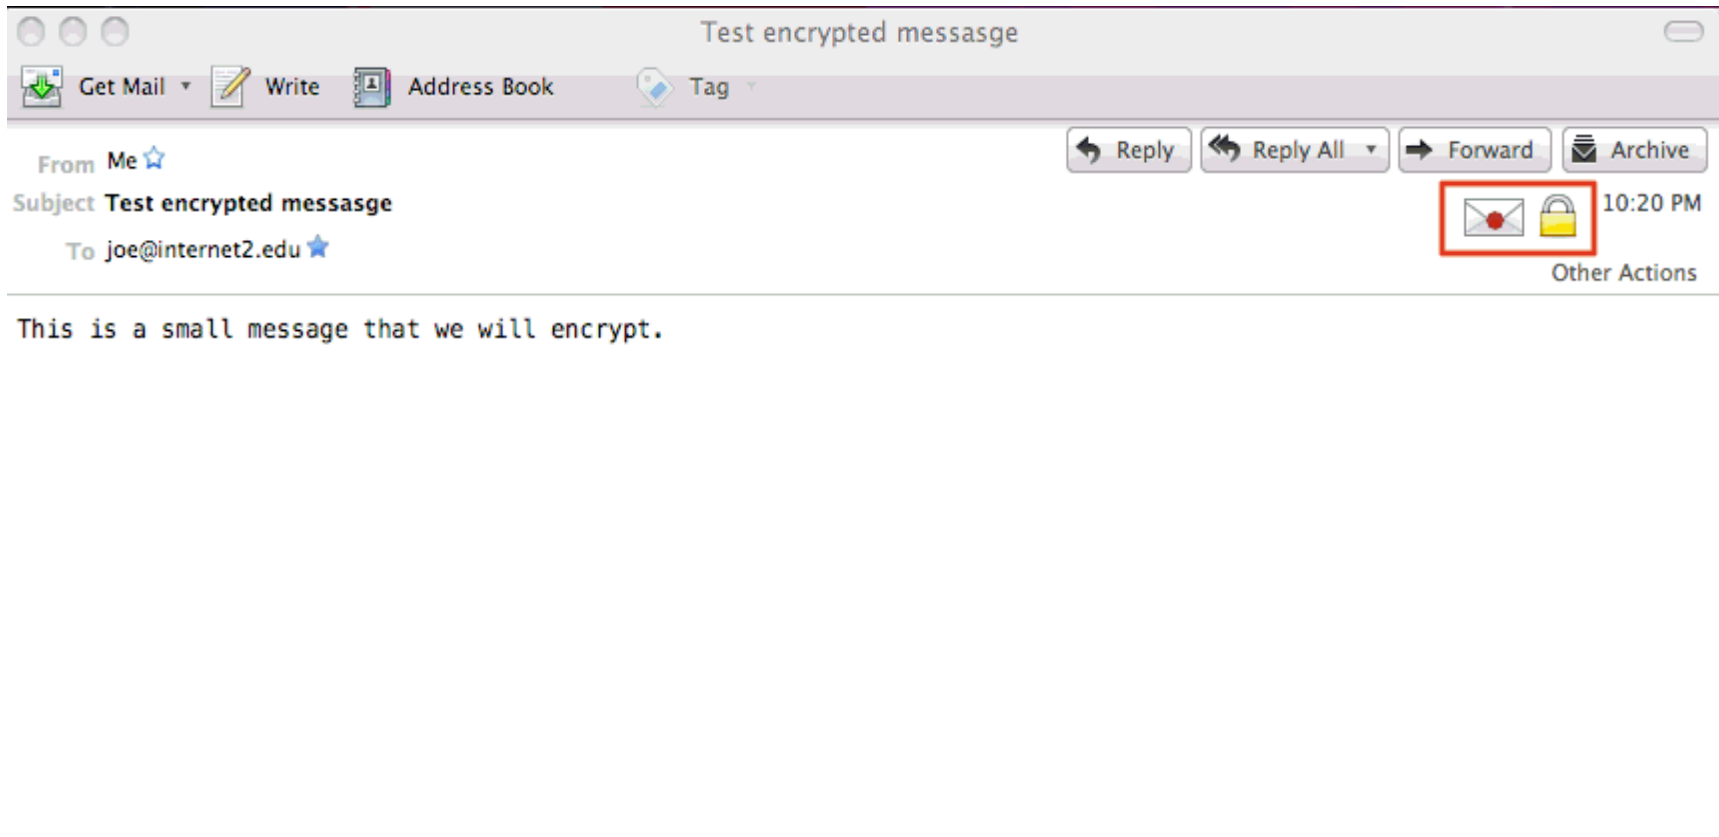 Test encrypted messasge
Get Mail Write Address Book Tag
From Me Reply Reply All Forward Archive
Subject Test encrypted messasge 10:20 PM
To joe@internet2.edu
Other Actions
This is a small message that we will encrypt.